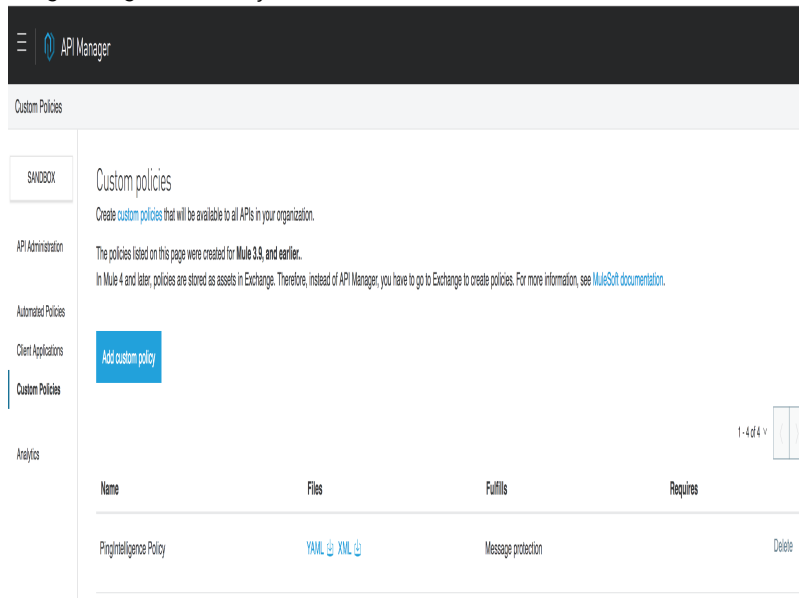 API Manager
Custom Policies
SANDBOX
API Administration
Automated Policies
Client Applications
Custom Policies
Analytics
Custom policies
Create custom policies that will be available to all APIs in your organization.
The policies listed on this page were created for Mule 3.9, and earlier..
In Mule 4 and later, policies are stored as assets in Exchange. Therefore, instead of API Manager, you have to go to Exchange to create policies. For more information, see MuleSoft documentation.
Add custom policy
1 - 4 of 4
Name Files Fulfills Requires
PingIntelligence Policy YAML XML Message protection Delete